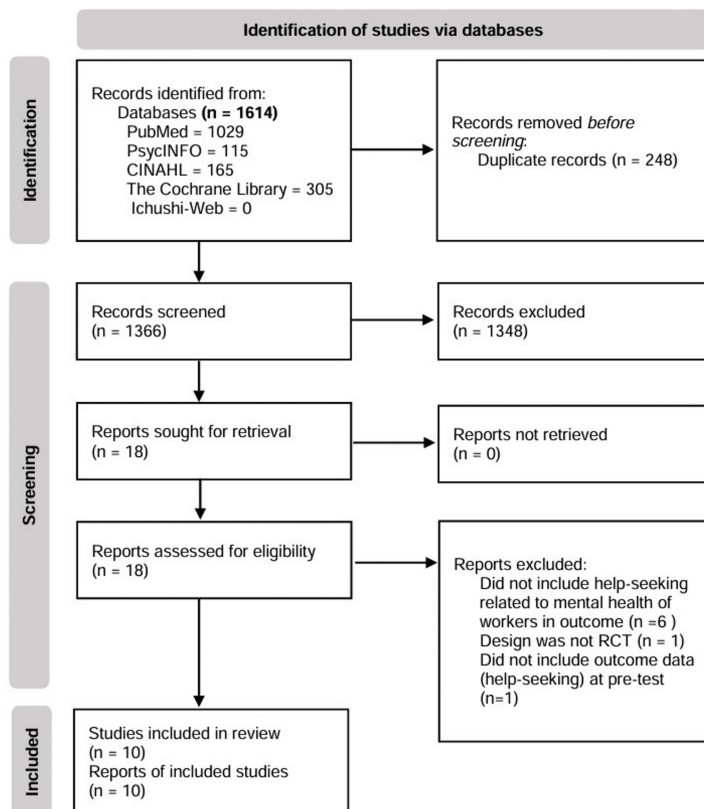 Identification of studies via databases
Identification
Records identified from:
Databases (n = 1614)
PubMed = 1029
PsycINFO = 115
CINAHL = 165
The Cochrane Library = 305
Ichushi-Web = 0
Records removed before
screening:
Duplicate records (n = 248)
Screening
Records screened
(n = 1366)
Records excluded
(n = 1348)
Reports sought for retrieval
(n = 18)
Reports not retrieved
(n = 0)
Reports assessed for eligibility
(n = 18)
Reports excluded:
Did not include help-seeking
related to mental health of
workers in outcome (n =6 )
Design was not RCT (n = 1)
Did not include outcome data
(help-seeking) at pre-test
(n=1)
Included
Studies included in review
(n = 10)
Reports of included studies
(n = 10)